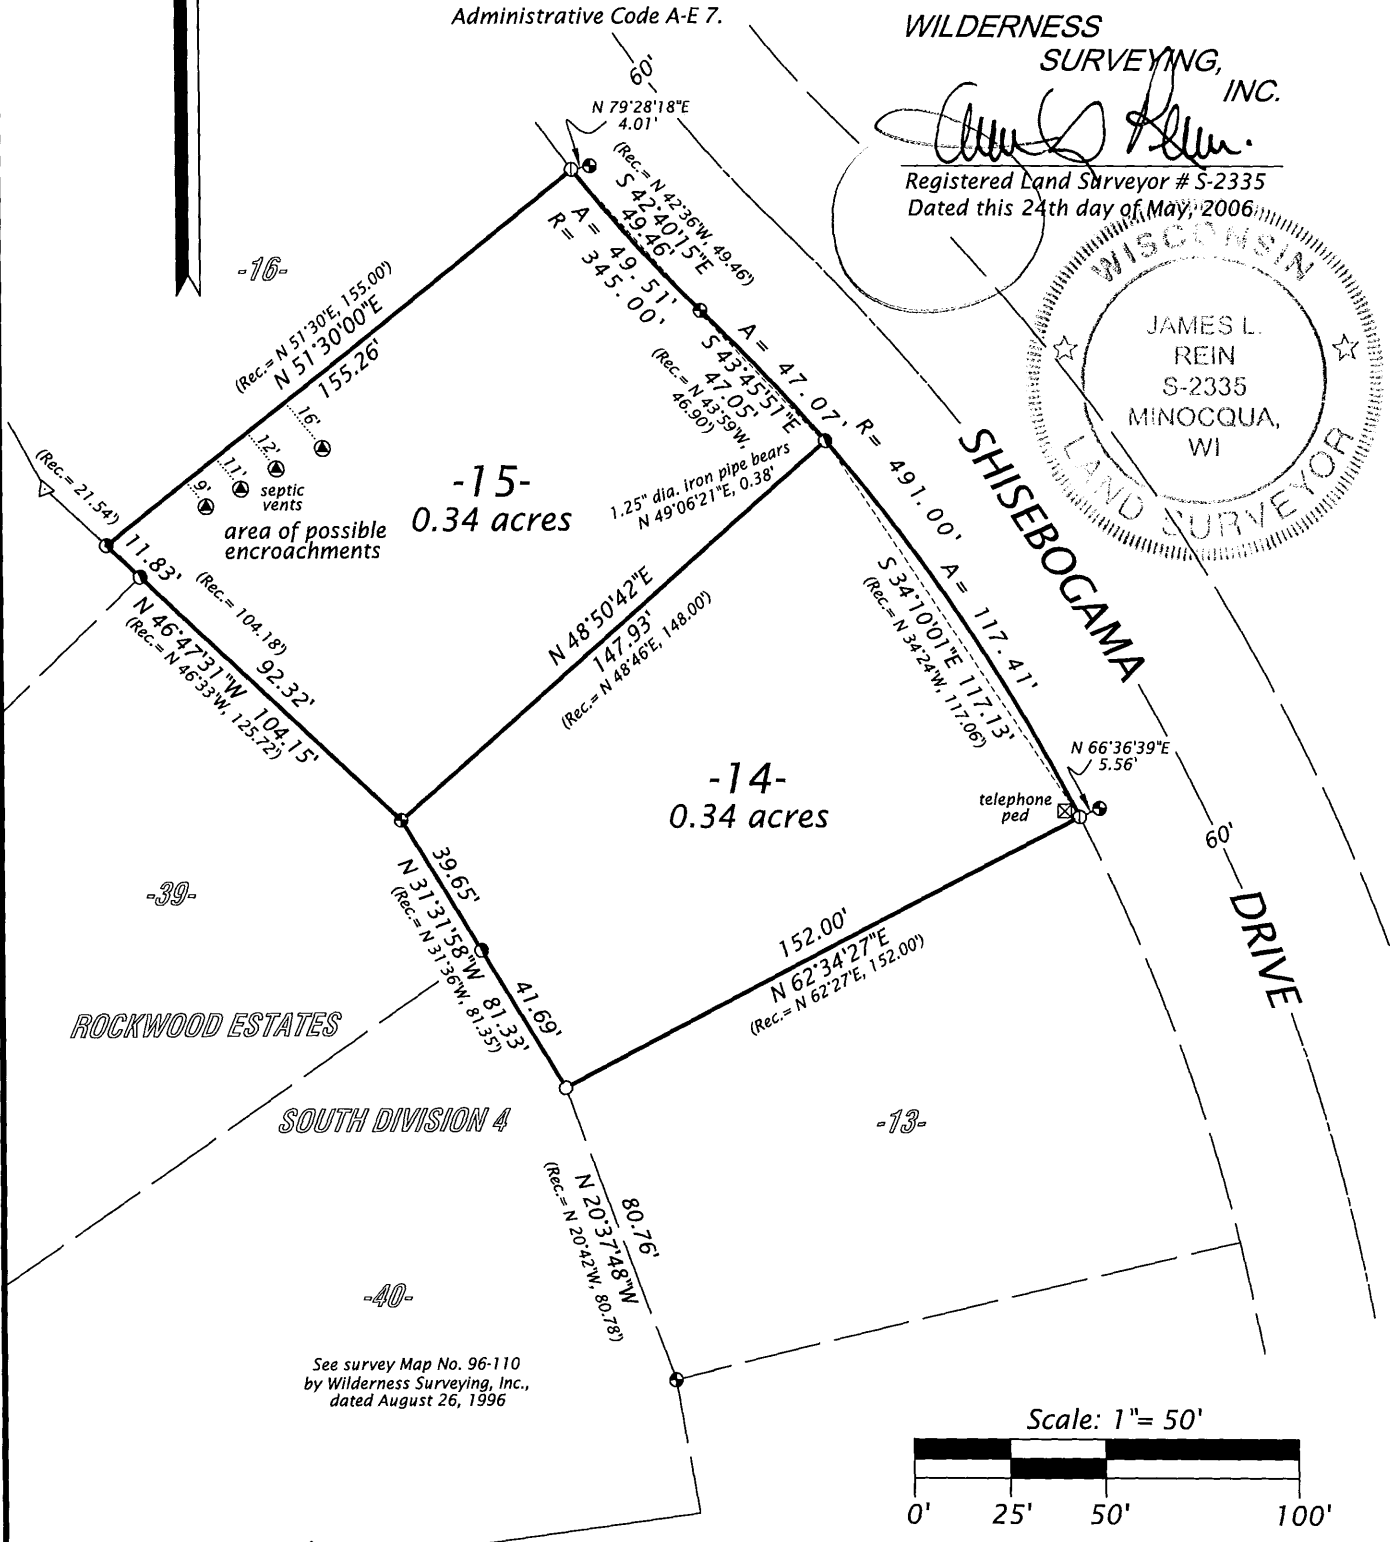 Administrative Code A-E 7.
WILDERNESS
SURVEYING,
INC.
Registered Land Surveyor # S-2335
Dated this 24th day of May, 2006
WISCONSIN
JAMES L.
REIN
S-2335
MINOCQUA,
WI
LAND SURVEYOR
60'
N 79°28'18"E
4.01'
(Rec.= N 42°36'W, 49.46')
S 42°40'15"E
49.46'
A = 49.51'
R = 345.00'
-16-
(Rec.= N 51°30'E, 155.00')
N 51°30'00"E
155.26'
A = 47.07'
S 43°45'51"E
47.05'
(Rec.= N 43°59'W,
46.90')
R = 491.00'
16'
12'
11'
9'
septic
vents
area of possible
encroachments
-15-
0.34 acres
1.25" dia. iron pipe bears
N 49°06'21"E, 0.38'
SHISEBOGAMA
(Rec.= 21.54')
11.83'
(Rec.= 104.18')
N 46°47'31"W 104.15'
(Rec.= N 46°33'W, 125.72')
92.32'
N 48°50'42"E
147.93'
(Rec.= N 48°46'E, 148.00')
A = 117.41'
S 34°10'01"E 117.13'
(Rec.= N 34°24'W, 117.06')
N 66°36'39"E
5.56'
telephone
ped
-14-
0.34 acres
60'
DRIVE
39.65'
N 31°31'58"W 81.33'
(Rec.= N 31°36'W, 81.35')
41.69'
152.00'
N 62°34'27"E
(Rec.= N 62°27'E, 152.00')
-39-
ROCKWOOD ESTATES
SOUTH DIVISION 4
-13-
80.76'
N 20°37'48"W
(Rec.= N 20°42'W, 80.78')
-40-
See survey Map No. 96-110
by Wilderness Surveying, Inc.,
dated August 26, 1996
Scale: 1"= 50'
0' 25' 50' 100'